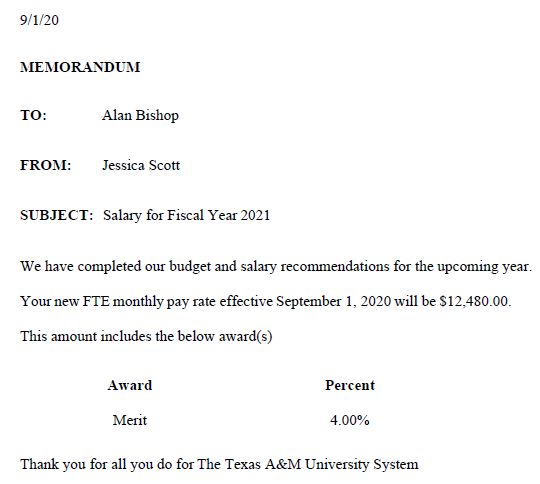 9/1/20
MEMORANDUM
TO: Alan Bishop
FROM: Jessica Scott
SUBJECT: Salary for Fiscal Year 2021
We have completed our budget and salary recommendations for the upcoming year.
Your new FTE monthly pay rate effective September 1, 2020 will be $12,480.00.
This amount includes the below award(s)
Award Percent
Merit 4.00%
Thank you for all you do for The Texas A&M University System